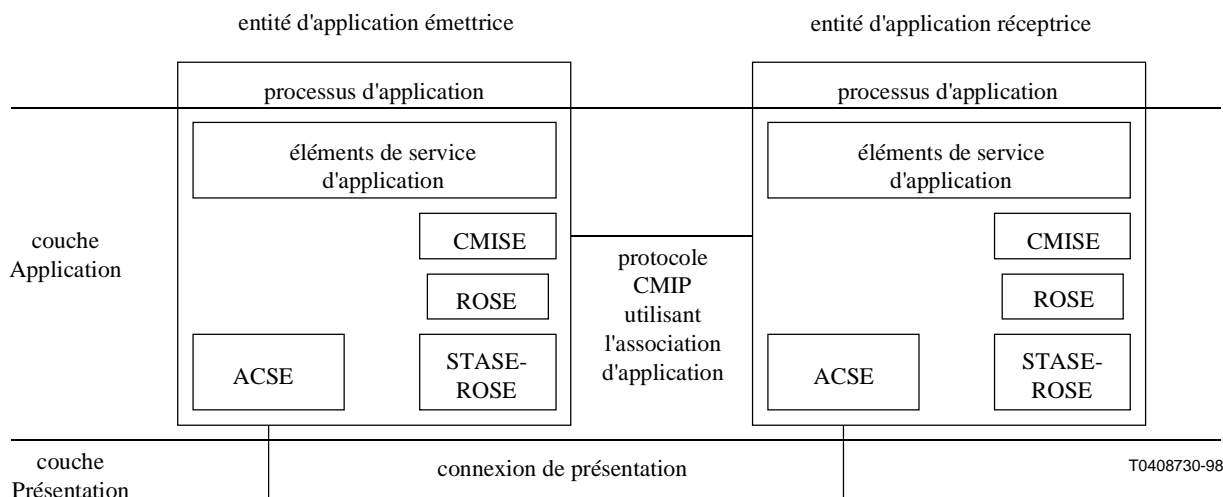 entité d'application émettrice
entité d'application réceptrice
processus d'application
processus d'application
éléments de service
d'application
éléments de service
d'application
couche
Application
CMISE
ROSE
ACSE
STASE-
ROSE
protocole
CMIP
utilisant
l'association
d'application
CMISE
ROSE
ACSE
STASE-
ROSE
couche
Présentation
connexion de présentation
T0408730-98